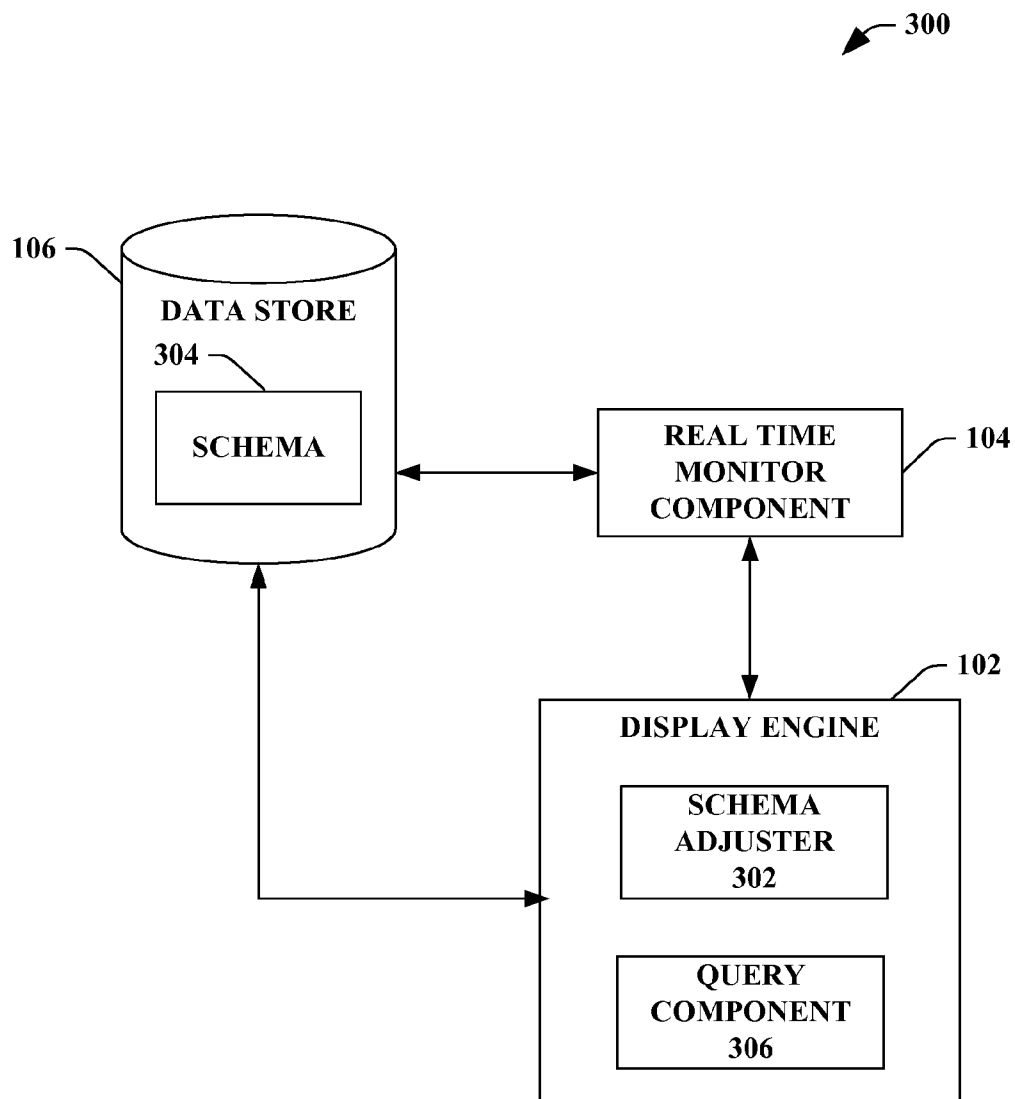 300
106
DATA STORE
304
SCHEMA
REAL TIME
MONITOR
COMPONENT
104
102
DISPLAY ENGINE
SCHEMA
ADJUSTER
302
QUERY
COMPONENT
306